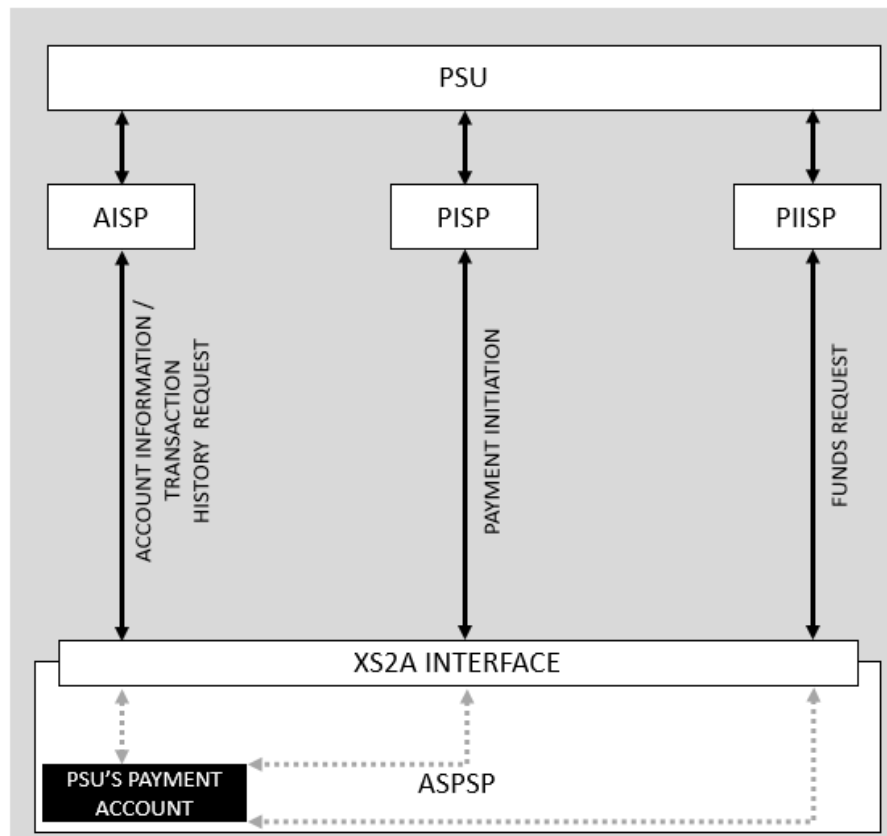 PSU
AISP
PISP
PIISP
ACCOUNT INFORMATION /
TRANSACTION
HISTORY REQUEST
PAYMENT INITIATION
FUNDS REQUEST
XS2A INTERFACE
PSU'S PAYMENT
ACCOUNT
ASPSP